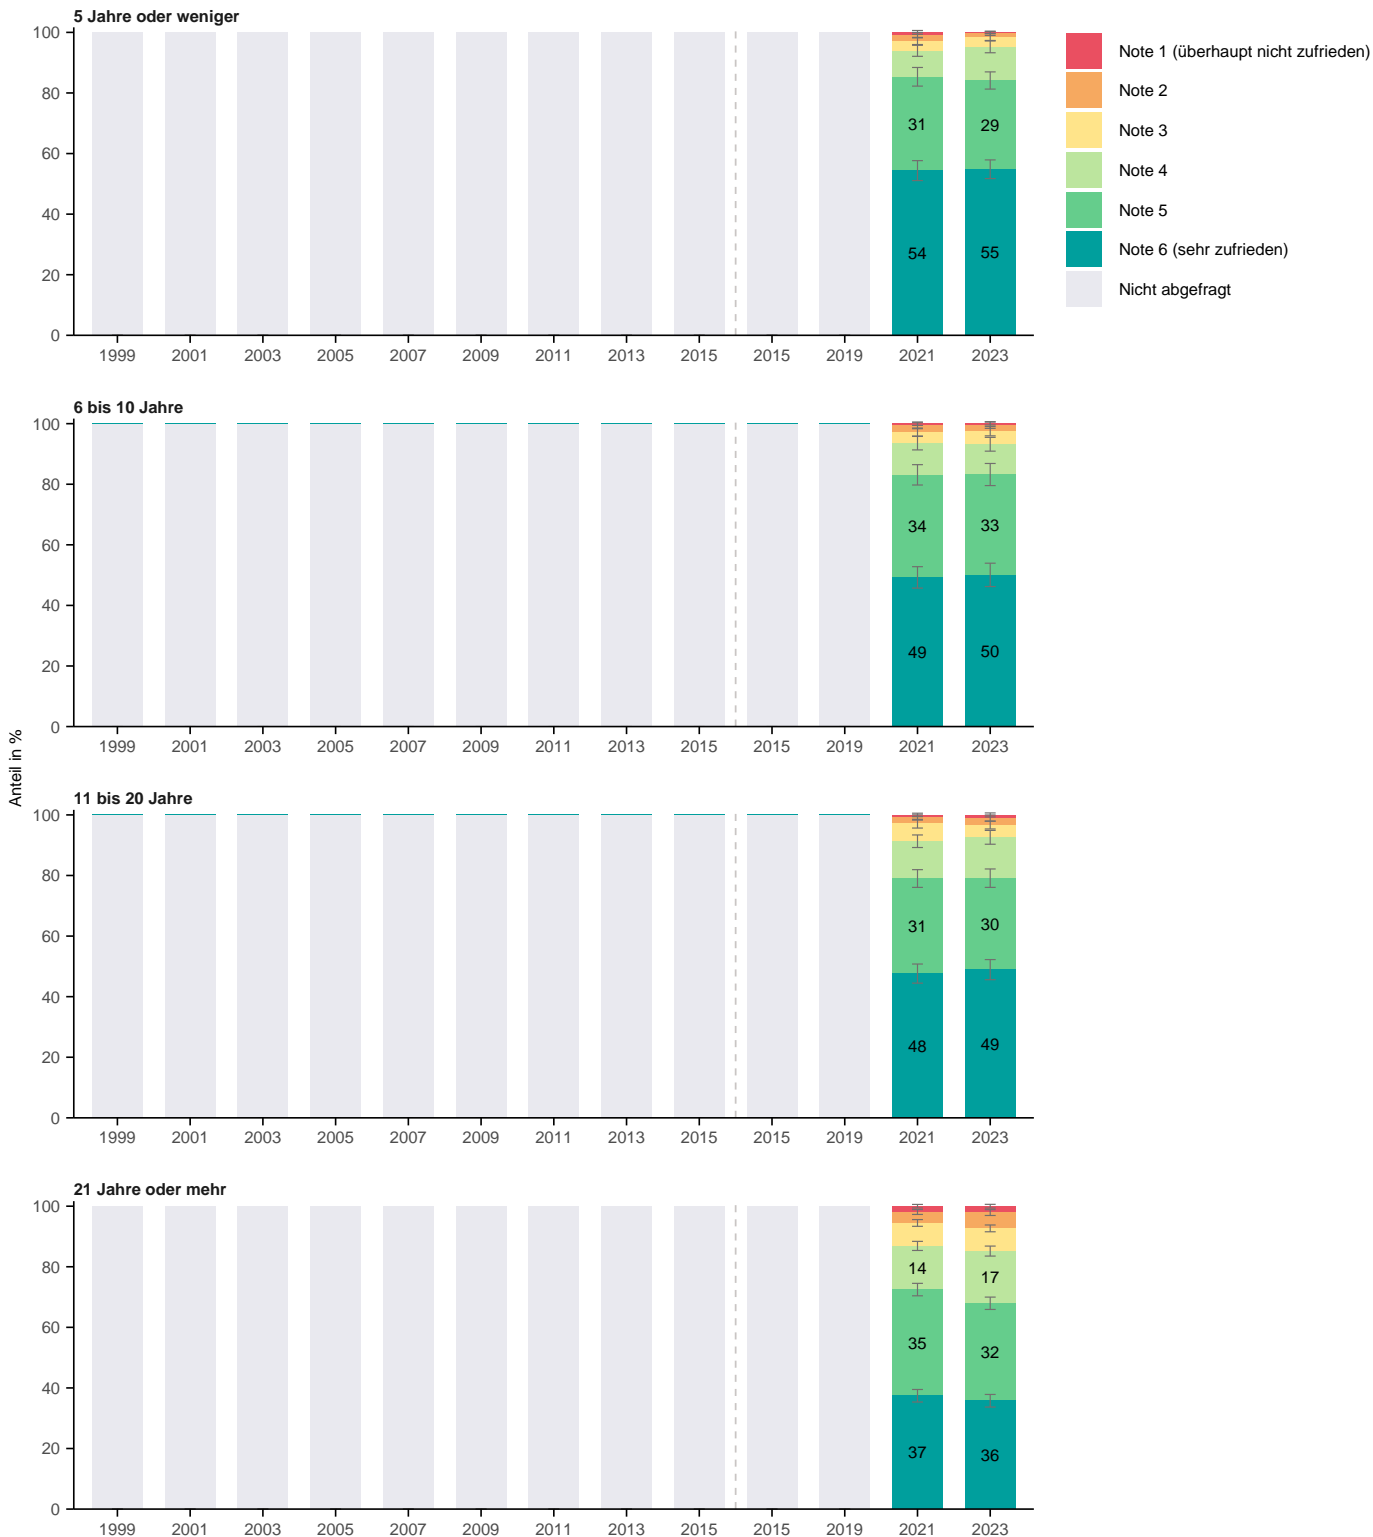 5 Jahre oder weniger
100
80
60
40
20
0
31
29
54
55
1999 2001 2003 2005 2007 2009 2011 2013 2015 2015 2019 2021 2023
Note 1 (überhaupt nicht zufrieden)
Note 2
Note 3
Note 4
Note 5
Note 6 (sehr zufrieden)
Nicht abgefragt
6 bis 10 Jahre
100
80
60
40
20
0
34
33
49
50
1999 2001 2003 2005 2007 2009 2011 2013 2015 2015 2019 2021 2023
Anteil in %
11 bis 20 Jahre
100
80
60
40
20
0
31
30
48
49
1999 2001 2003 2005 2007 2009 2011 2013 2015 2015 2019 2021 2023
21 Jahre oder mehr
100
80
60
40
20
0
14
17
35
32
37
36
1999 2001 2003 2005 2007 2009 2011 2013 2015 2015 2019 2021 2023